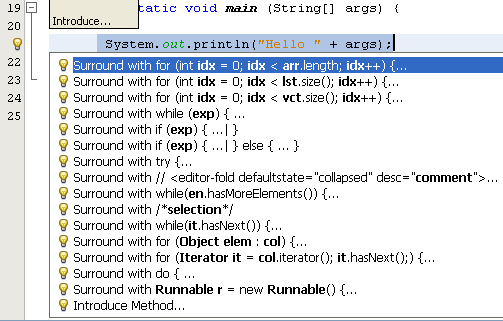 19 static void main (String[] args) {
Introduce...
20
System.out.println("Hello " + args);
Surround with for (int idx = 0; idx < arr.length; idx++) {...
22 Surround with for (int idx = 0; idx < lst.size(); idx++) {...
23 Surround with for (int idx = 0; idx < vct.size(); idx++) {...
24 Surround with while (exp) { ...
25 Surround with if (exp) { ...| }
Surround with if (exp) { ...| } else { ... }
Surround with try {...
Surround with // <editor-fold defaultstate="collapsed" desc="comment">...
Surround with while(en.hasMoreElements()) {...
Surround with /*selection*/
Surround with while(it.hasNext()) {...
Surround with for (Object elem : col) {...
Surround with for (Iterator it = col.iterator(); it.hasNext();) {...
Surround with do { ...
Surround with Runnable r = new Runnable() {...
Introduce Method...